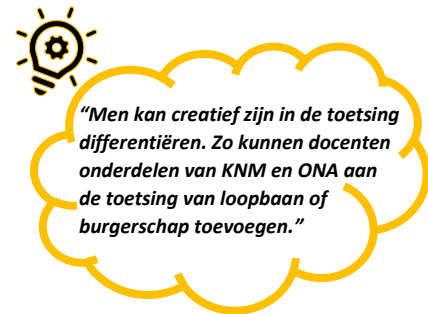 “Men kan creatief zijn in de toetsing
differentiëren. Zo kunnen docenten
onderdelen van KNM en ONA aan
de toetsing van loopbaan of
burgerschap toevoegen.”